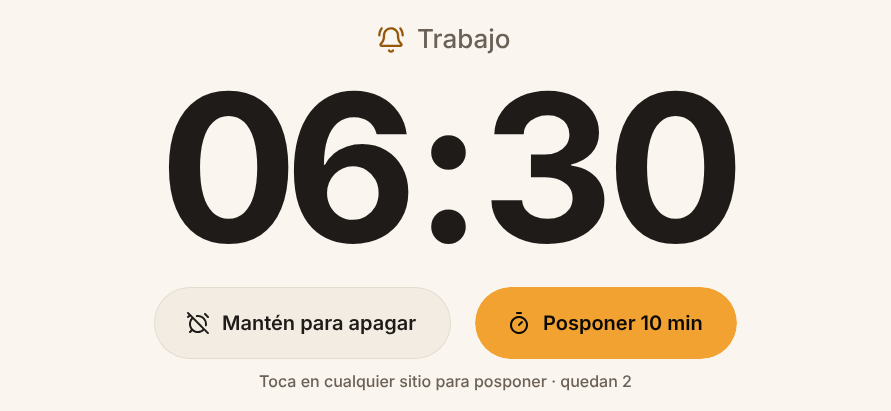 Trabajo
06:30
Mantén para apagar
Posponer 10 min
Toca en cualquier sitio para posponer · quedan 2